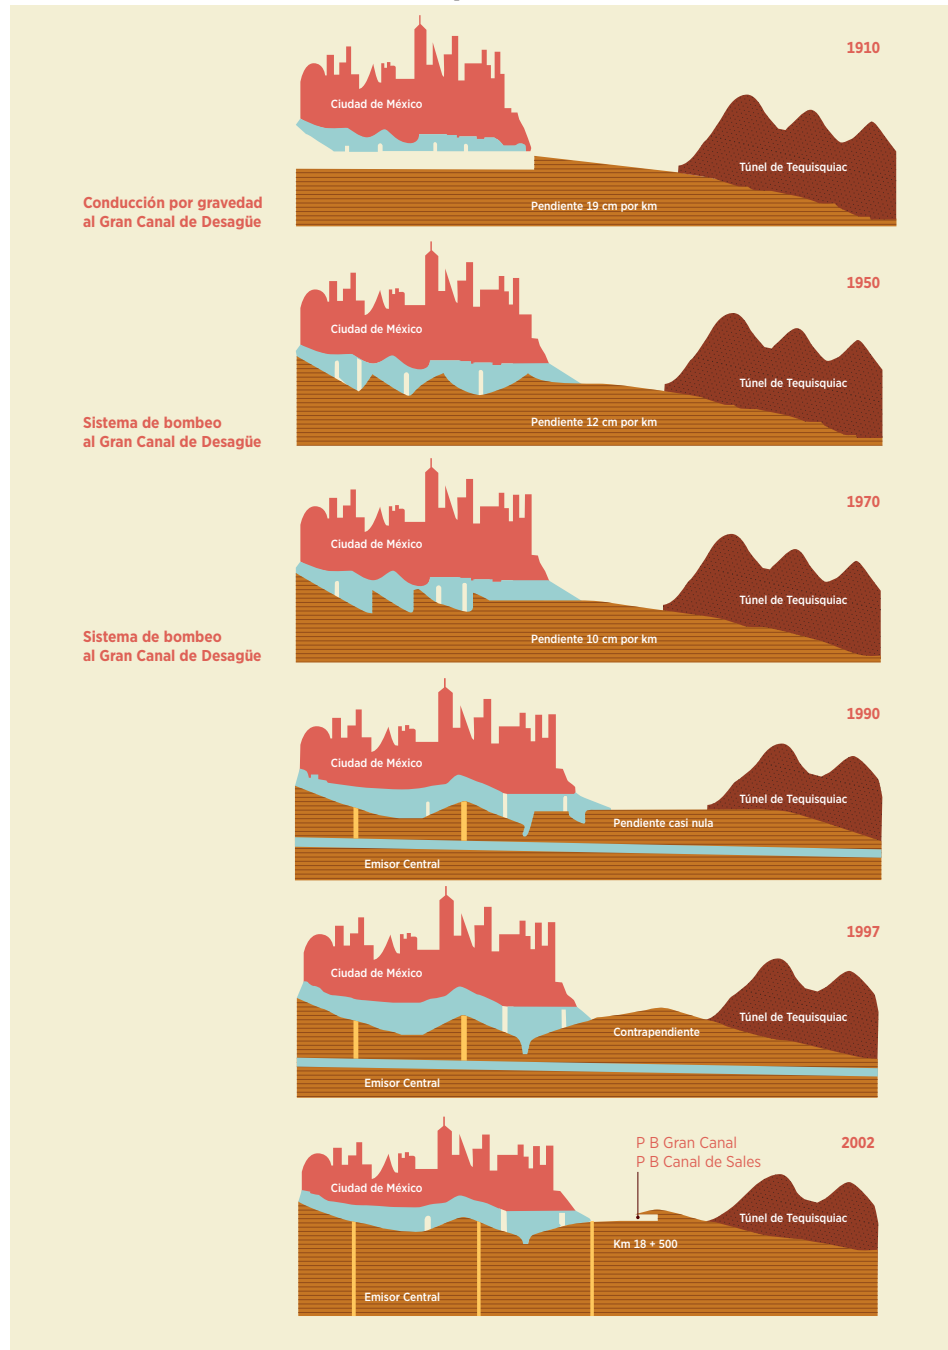 1910
Ciudad de México
Túnel de Tequisquiac
Conducción por gravedad
al Gran Canal de Desagüe
Pendiente 19 cm por km
1950
Ciudad de México
Túnel de Tequisquiac
Sistema de bombeo
al Gran Canal de Desagüe
Pendiente 12 cm por km
1970
Ciudad de México
Túnel de Tequisquiac
Sistema de bombeo
al Gran Canal de Desagüe
Pendiente 10 cm por km
1990
Ciudad de México
Túnel de Tequisquiac
Pendiente casi nula
Emisor Central
1997
Ciudad de México
Túnel de Tequisquiac
Contrapendiente
Emisor Central
P B Gran Canal
P B Canal de Sales
2002
Ciudad de México
Túnel de Tequisquiac
Km 18 + 500
Emisor Central